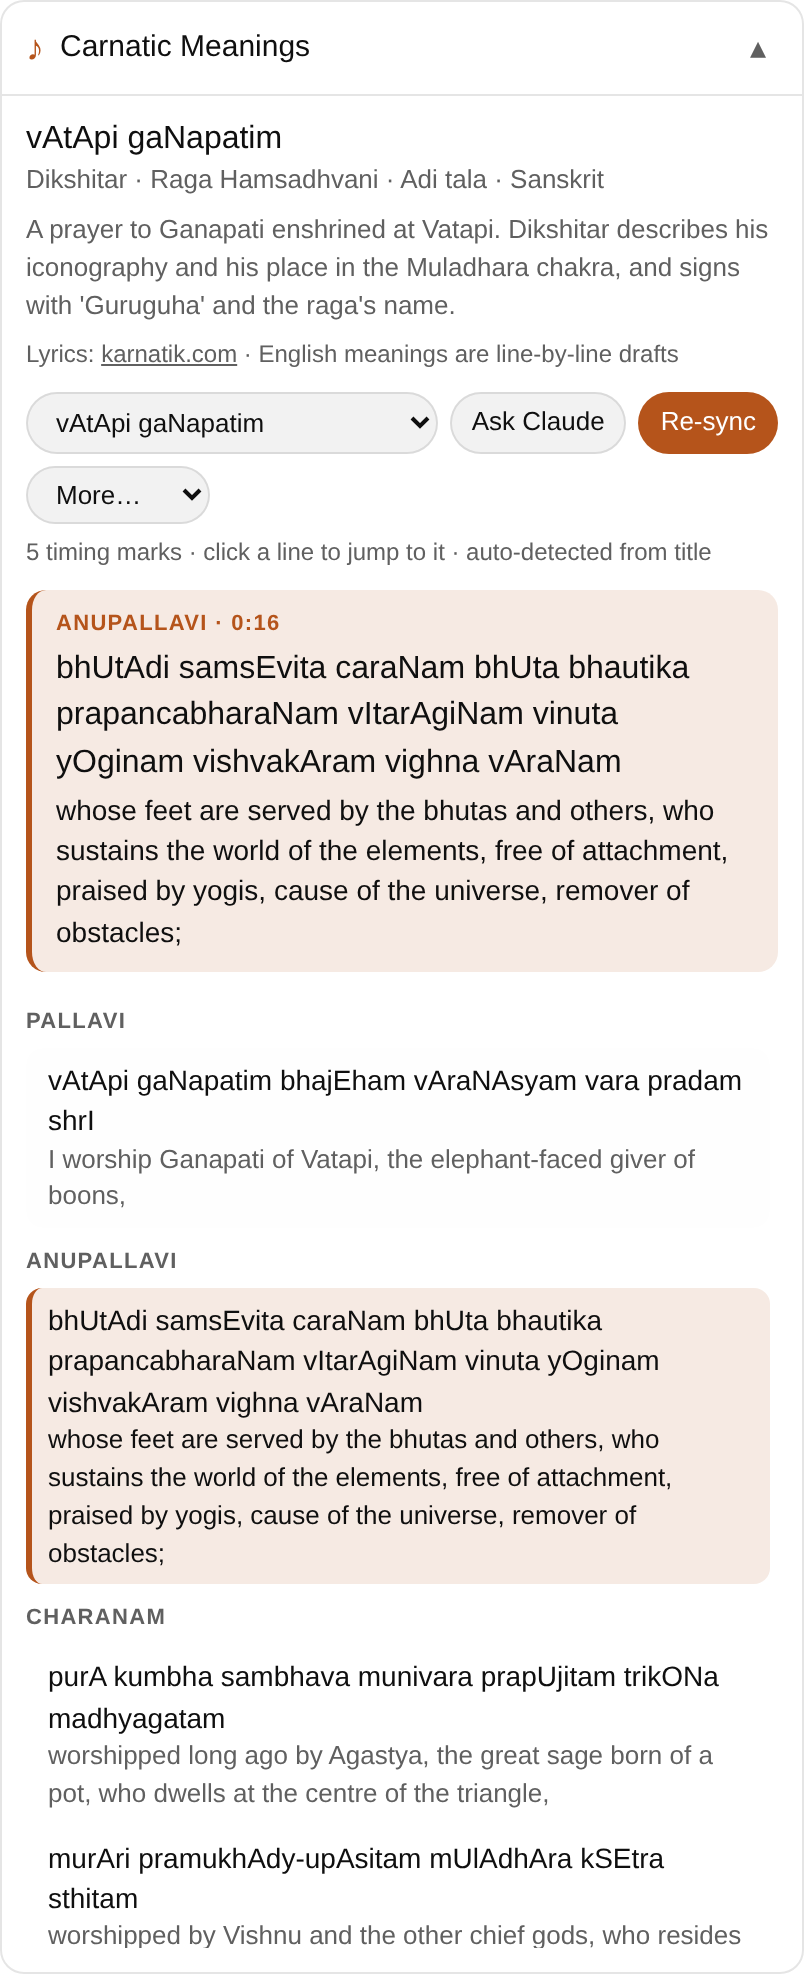 ♪ Carnatic Meanings ▲
vAtApi gaNapatim
Dikshitar · Raga Hamsadhvani · Adi tala · Sanskrit
A prayer to Ganapati enshrined at Vatapi. Dikshitar describes his
iconography and his place in the Muladhara chakra, and signs
with 'Guruguha' and the raga's name.
Lyrics: karnatik.com · English meanings are line-by-line drafts
vAtApi gaNapatim Ask Claude Re-sync
More…
5 timing marks · click a line to jump to it · auto-detected from title
ANUPALLAVI · 0:16
bhUtAdi samsEvita caraNam bhUta bhautika
prapancabharaNam vItarAgiNam vinuta
yOginam vishvakAram vighna vAraNam
whose feet are served by the bhutas and others, who
sustains the world of the elements, free of attachment,
praised by yogis, cause of the universe, remover of
obstacles;
PALLAVI
vAtApi gaNapatim bhajEham vAraNAsyam vara pradam
shrI
I worship Ganapati of Vatapi, the elephant-faced giver of
boons,
ANUPALLAVI
bhUtAdi samsEvita caraNam bhUta bhautika
prapancabharaNam vItarAgiNam vinuta yOginam
vishvakAram vighna vAraNam
whose feet are served by the bhutas and others, who
sustains the world of the elements, free of attachment,
praised by yogis, cause of the universe, remover of
obstacles;
CHARANAM
purA kumbha sambhava munivara prapUjitam trikONa
madhyagatam
worshipped long ago by Agastya, the great sage born of a
pot, who dwells at the centre of the triangle,
murAri pramukhAdy-upAsitam mUlAdhAra kSEtra
sthitam
worshipped by Vishnu and the other chief gods, who resides